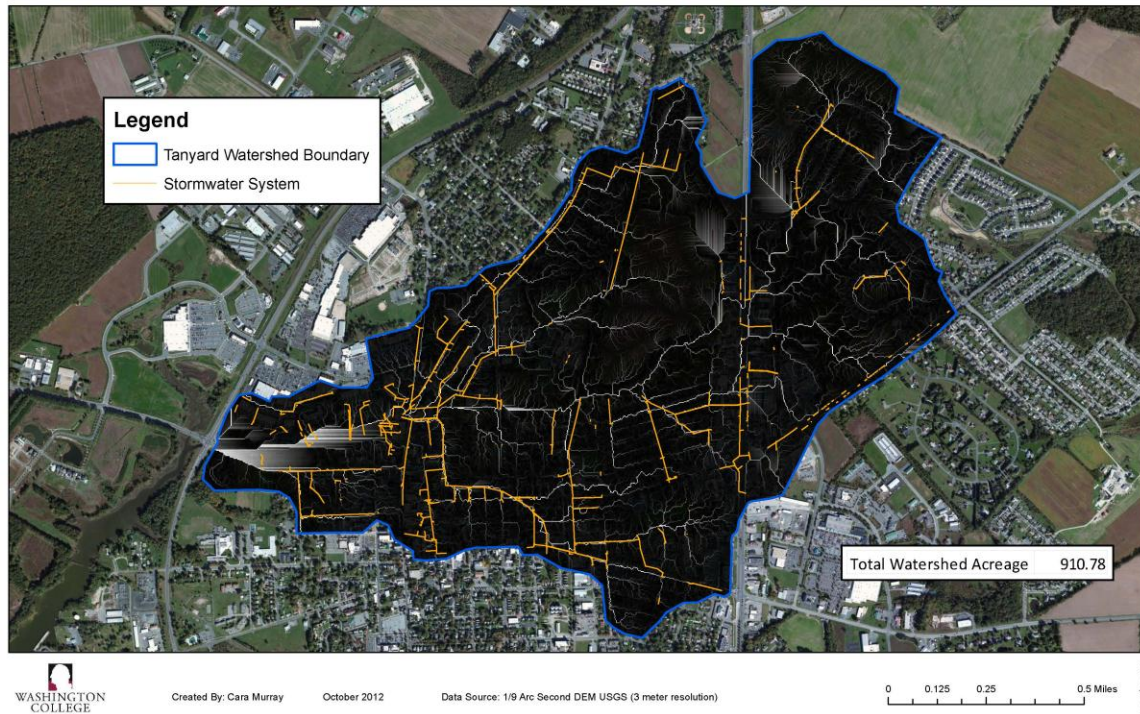 Legend
Tanyard Watershed Boundary
Stormwater System
Total Watershed Acreage 910.78
WASHINGTON
COLLEGE
Created By: Cara Murray October 2012 Data Source: 1/9 Arc Second DEM USGS (3 meter resolution)
0 0.125 0.25 0.5 Miles